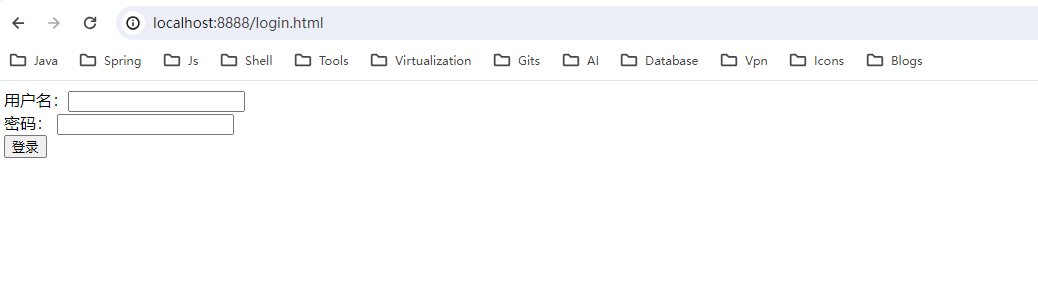 localhost:8888/login.html
Java Spring Js Shell Tools Virtualization Gits AI Database Vpn Icons Blogs
用户名：
密码：
登录